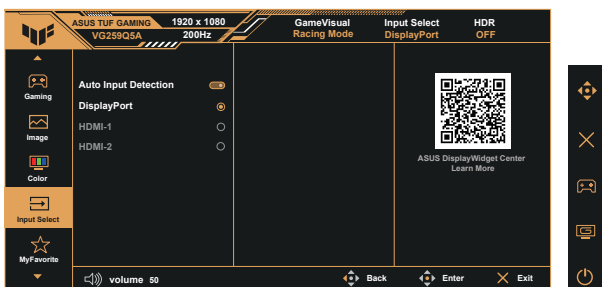 ASUS TUF GAMING 1920 x 1080
VG259Q5A 200Hz
GameVisual Input Select HDR
Racing Mode DisplayPort OFF
Gaming
Image
Color
Input Select
MyFavorite
Auto Input Detection
DisplayPort
HDMI-1
HDMI-2
ASUS DisplayWidget Center
Learn More
volume 50
Back Enter Exit